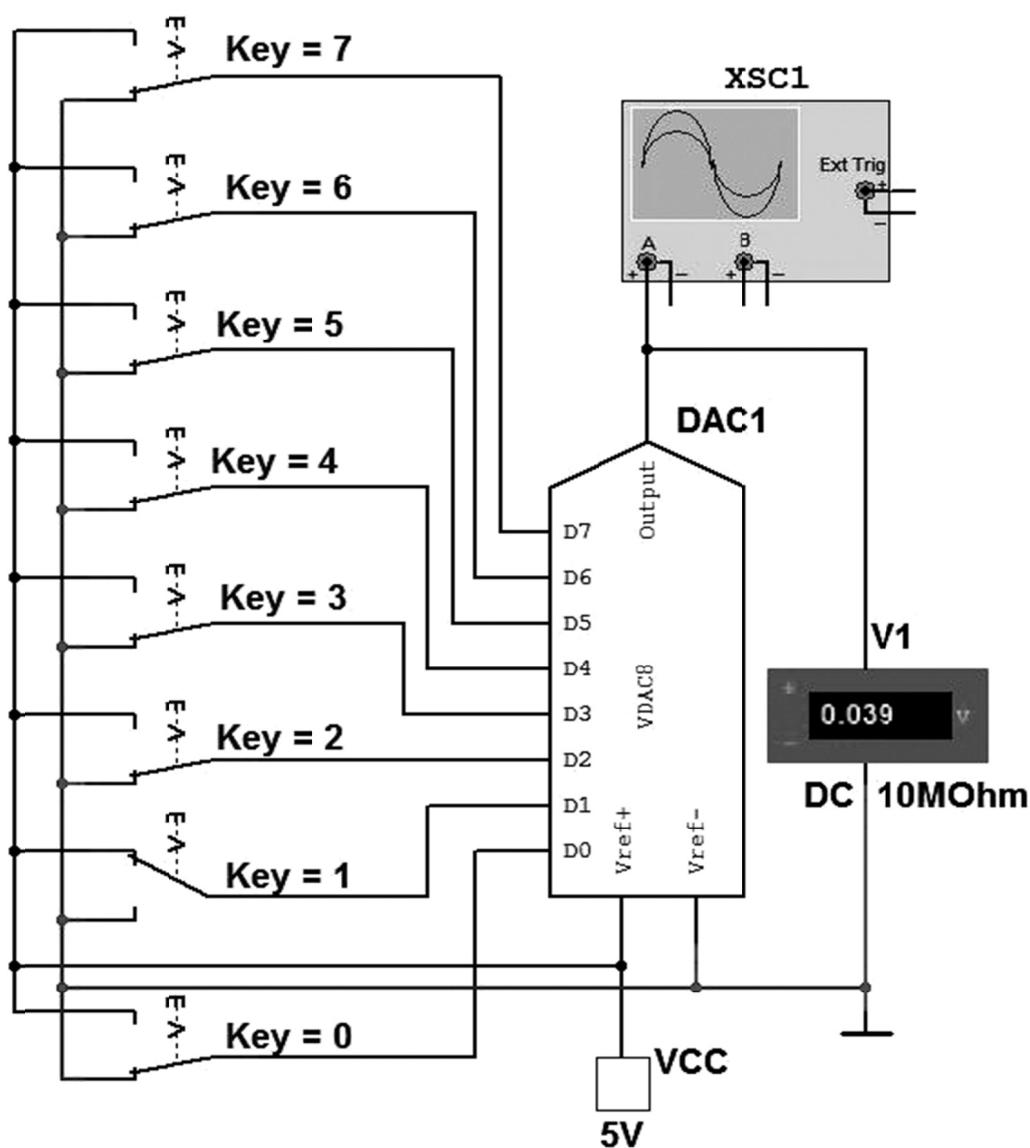 Key = 7
XSC1
Ext Trig
+
−
A
B
+ − + −
Key = 6
Key = 5
DAC1
Key = 4
Output
D7
D6
Key = 3
D5
V1
D4
VDAC8
+
0.039 V
−
D3
Key = 2
D2
DC 10MOhm
D1
Vref+
Vref-
D0
Key = 1
Key = 0
VCC
5V